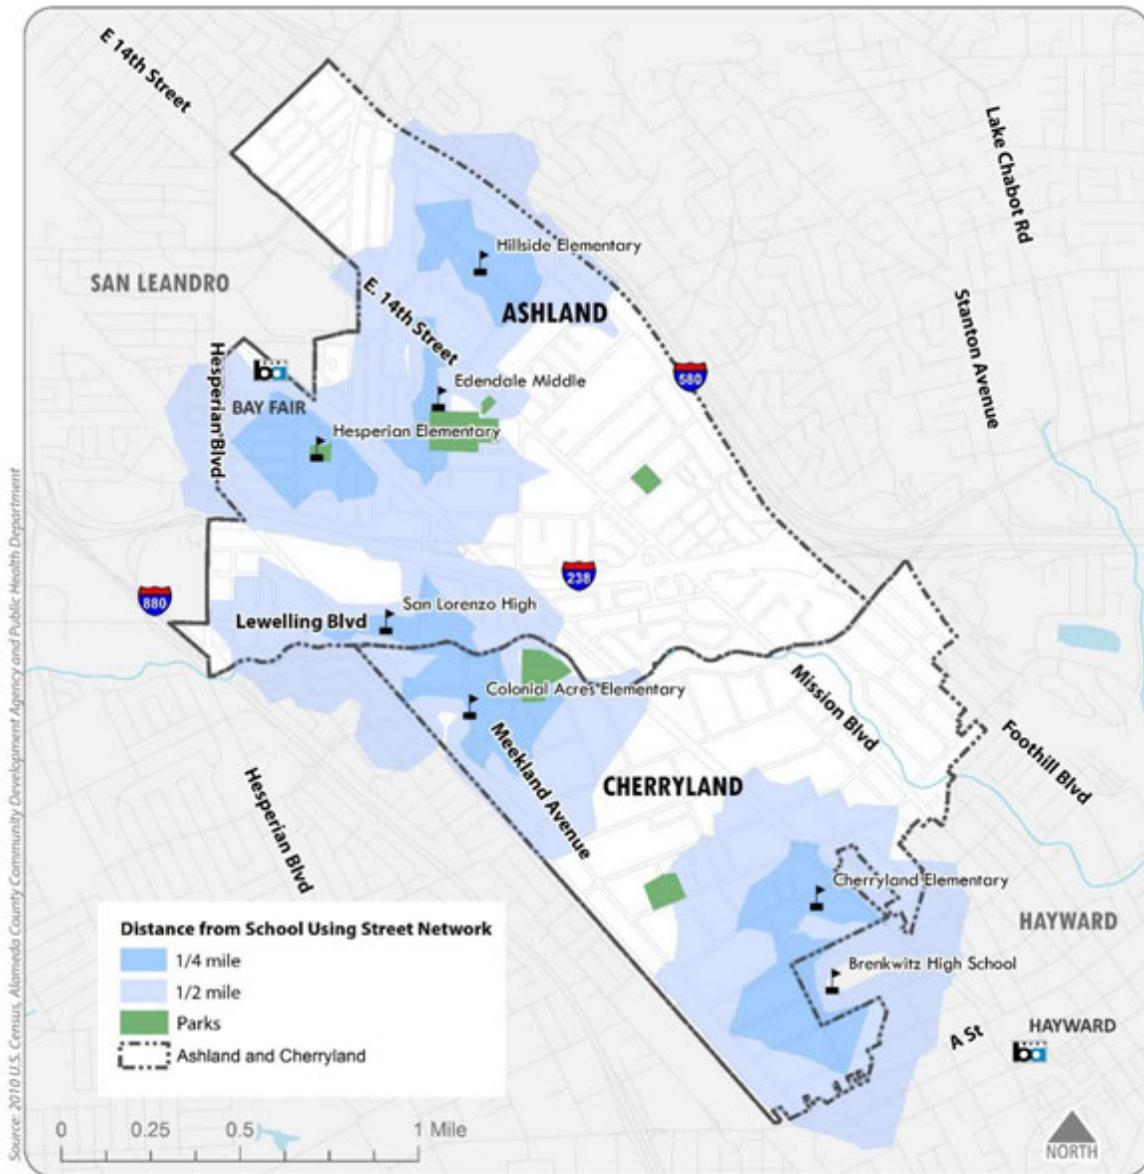 E 14th Street
Lake Chabot Rd
Hillside Elementary
SAN LEANDRO
ASHLAND
E. 14th Street
Stanton Avenue
Hesperian Blvd
580
ba
Edendale Middle
BAY FAIR
Hesperian Elementary
238
880
San Lorenzo High
Lewelling Blvd
Colonial Acres Elementary
Mission Blvd
Meekland Avenue
Foothill Blvd
CHERRYLAND
Hesperian Blvd
Cherryland Elementary
HAYWARD
Brenkwitz High School
A St
HAYWARD
ba
Distance from School Using Street Network
1/4 mile
1/2 mile
Parks
Ashland and Cherryland
0 0.25 0.5 1 Mile
NORTH
Source: 2010 U.S. Census, Alameda County Community Development Agency and Public Health Department